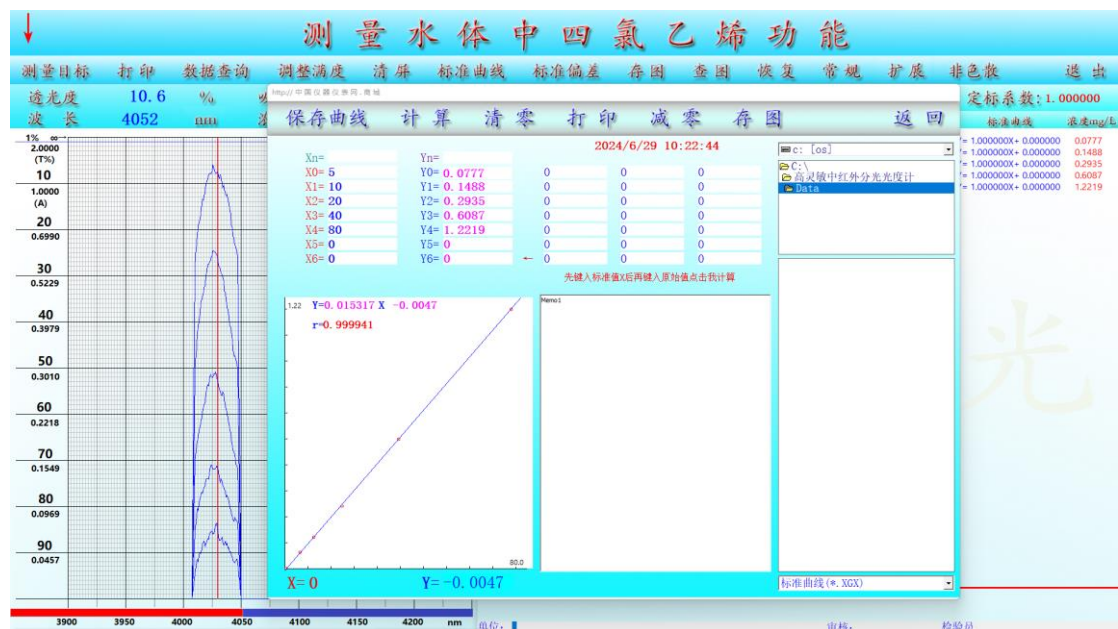 测量水体中四氯乙烯功能
测量目标 打印 数据查询 调整满度 清屏 标准曲线 标准偏差 存图 查图 恢复 常规 扩展 非色散 退出
透光度 10.6 %
定标系数:1.000000
波 长 4052 nm
标准曲线 浓度mg/L
http://中国仪器仪表网.商城
保存曲线 计算 清零 打印 减零 存图 返回
2024/6/29 10:22:44
Xn= Yn=
X0= 5 Y0= 0.0777 0 0 0
X1= 10 Y1= 0.1488 0 0 0
X2= 20 Y2= 0.2935 0 0 0
X3= 40 Y3= 0.6087 0 0 0
X4= 80 Y4= 1.2219 0 0 0
X5= 0 Y5= 0 0 0 0
X6= 0 Y6= 0 ← 0 0 0
先键入标准值X后再键入原始值点击我计算
c: [os]
C:\
高灵敏中红外分光光度计
Data
= 1.000000X+ 0.000000 0.0777
= 1.000000X+ 0.000000 0.1488
= 1.000000X+ 0.000000 0.2935
= 1.000000X+ 0.000000 0.6087
= 1.000000X+ 0.000000 1.2219
1% ∞
2.0000
(T%)
10
1.0000
(A)
20
0.6990
30
0.5229
40
0.3979
50
0.3010
60
0.2218
70
0.1549
80
0.0969
90
0.0457
1.22 Y=0.015317 X -0.0047
r=0.999941
80.0
Memo1
光
X= 0 Y= -0.0047
标准曲线(*.XGX)
3900 3950 4000 4050 4100 4150 4200 nm
单位: 审核: 检验员